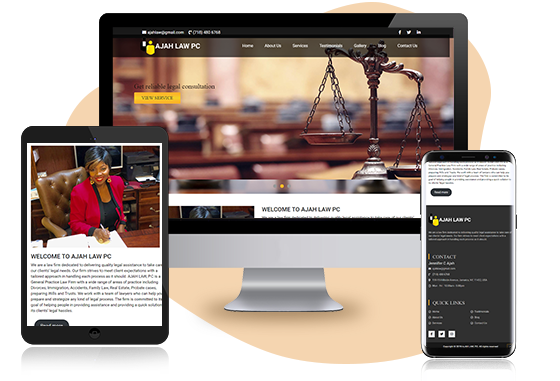 ajahlaw@gmail.com (718) 480 6768
AJAH LAW PC
Home About Us Services Testimonials Gallery Blog Contact Us
Get reliable legal consultation
VIEW SERVICE
WELCOME TO AJAH LAW PC
WELCOME TO AJAH LAW PC
We are a law firm dedicated to delivering quality legal assistance to take care
our clients' legal needs. Our firm strives to meet client expectations with a
tailored approach in handling each process as it should. AJAH LAW, P.C is a
General Practice Law Firm with a wide range of areas of practice including
Divorces, Immigration, Accidents, Family Law, Real Estate, Probate cases,
preparing Wills and Trusts. We work with a team of lawyers who can help you
prepare and strategize any kind of legal process. The firm is committed to its
goal of helping people in providing assistance and providing a quick solution
its clients' legal hassles.
Read more
Read more
AJAH LAW PC
CONTACT
Jennifer C. Ajah
QUICK LINKS
Home Testimonials
About Us Blog
Services Contact Us